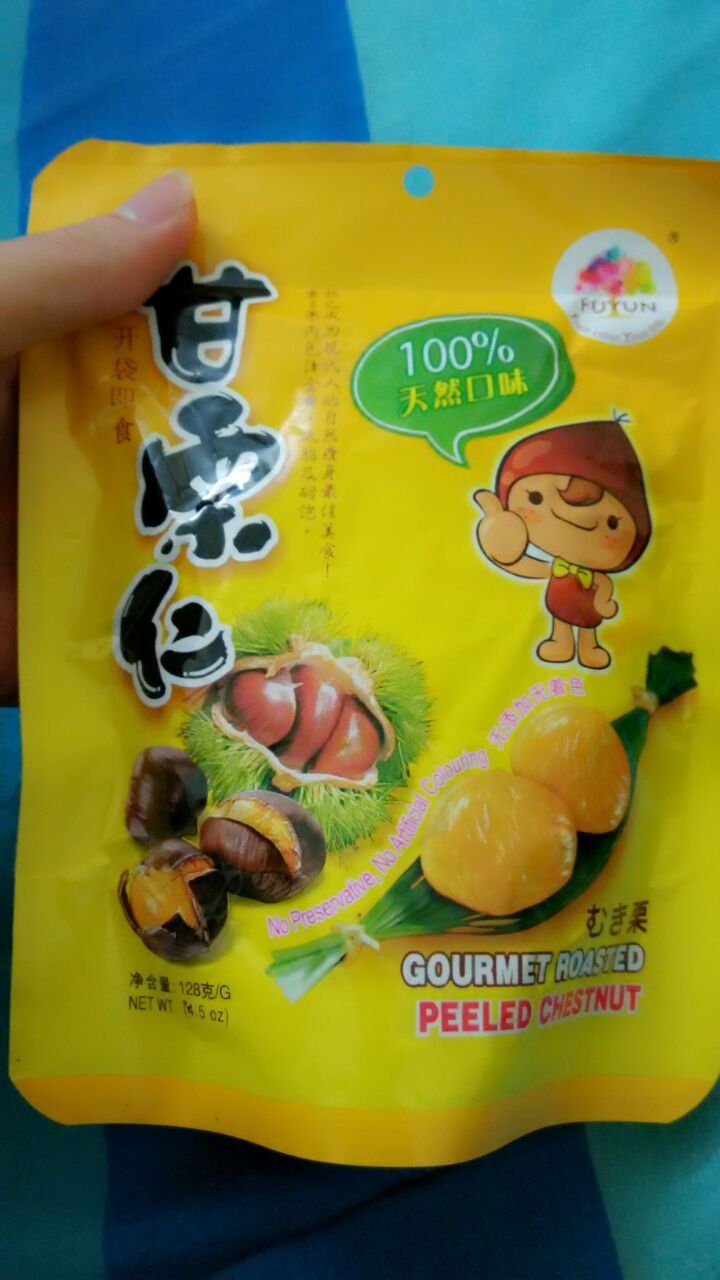 甘栗仁
开袋即食
FUYUN
®
100%
天然口味
No Preservative, No Artificial Colouring 无添加无着色
むき栗
GOURMET ROASTED
PEELED CHESTNUT
净含量: 128克/G
NET WT (4.5 oz)